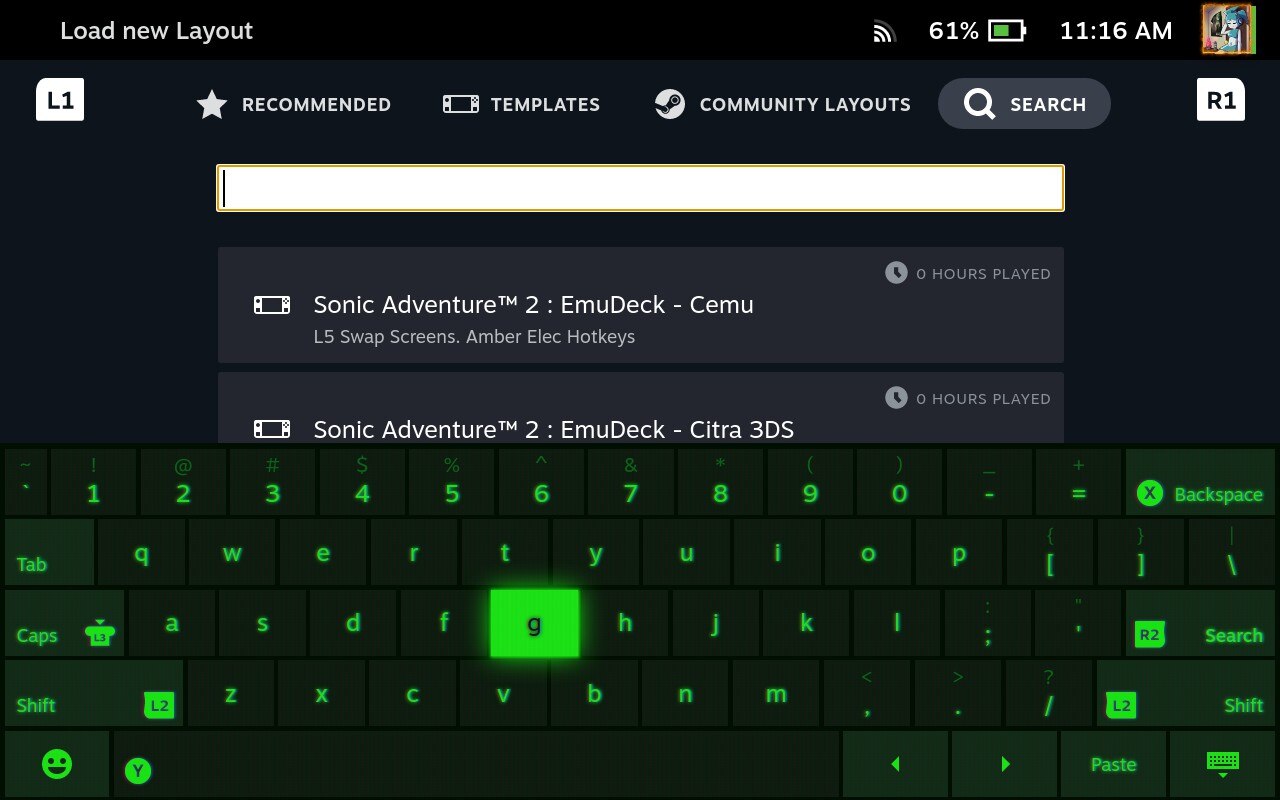 Load new Layout 61% 11:16 AM
L1 RECOMMENDED TEMPLATES COMMUNITY LAYOUTS SEARCH R1
0 HOURS PLAYED
Sonic Adventure™ 2 : EmuDeck - Cemu
L5 Swap Screens. Amber Elec Hotkeys
0 HOURS PLAYED
Sonic Adventure™ 2 : EmuDeck - Citra 3DS
~ ! @ # $ % ^ & * ( ) _ +
` 1 2 3 4 5 6 7 8 9 0 - = X Backspace
{ } |
Tab q w e r t y u i o p [ ] \
: "
Caps L3 a s d f g h j k l ; ' R2 Search
< > ?
Shift L2 z x c v b n m , . / L2 Shift
Y Paste